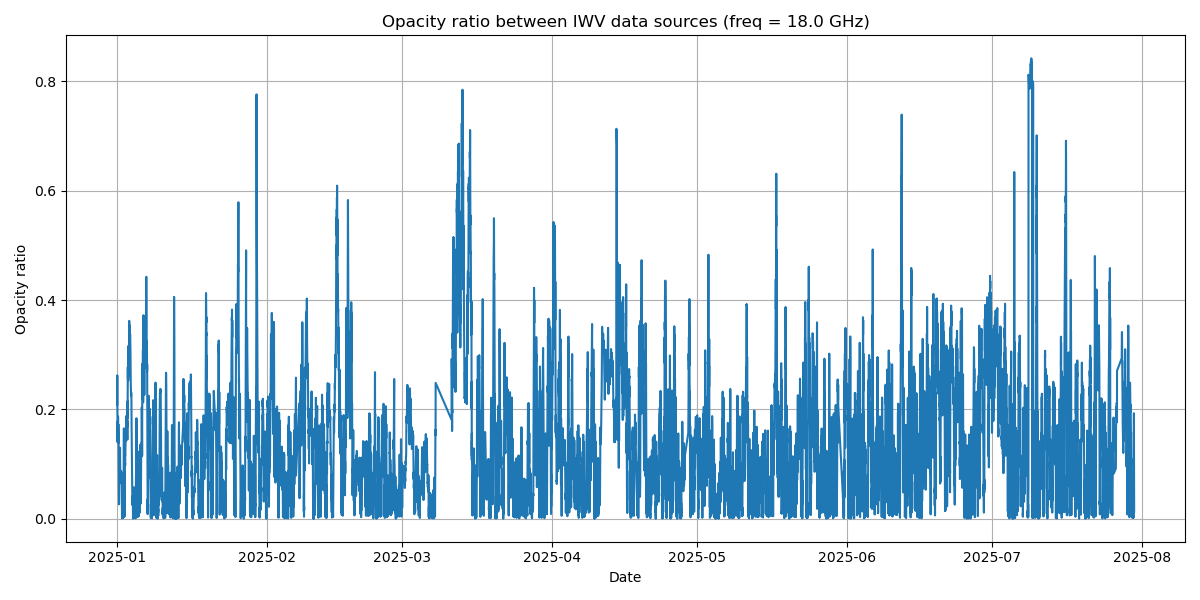 Opacity ratio between IWV data sources (freq = 18.0 GHz)
0.8
0.6
0.4
0.2
0.0
Opacity ratio
2025-01 2025-02 2025-03 2025-04 2025-05 2025-06 2025-07 2025-08
Date